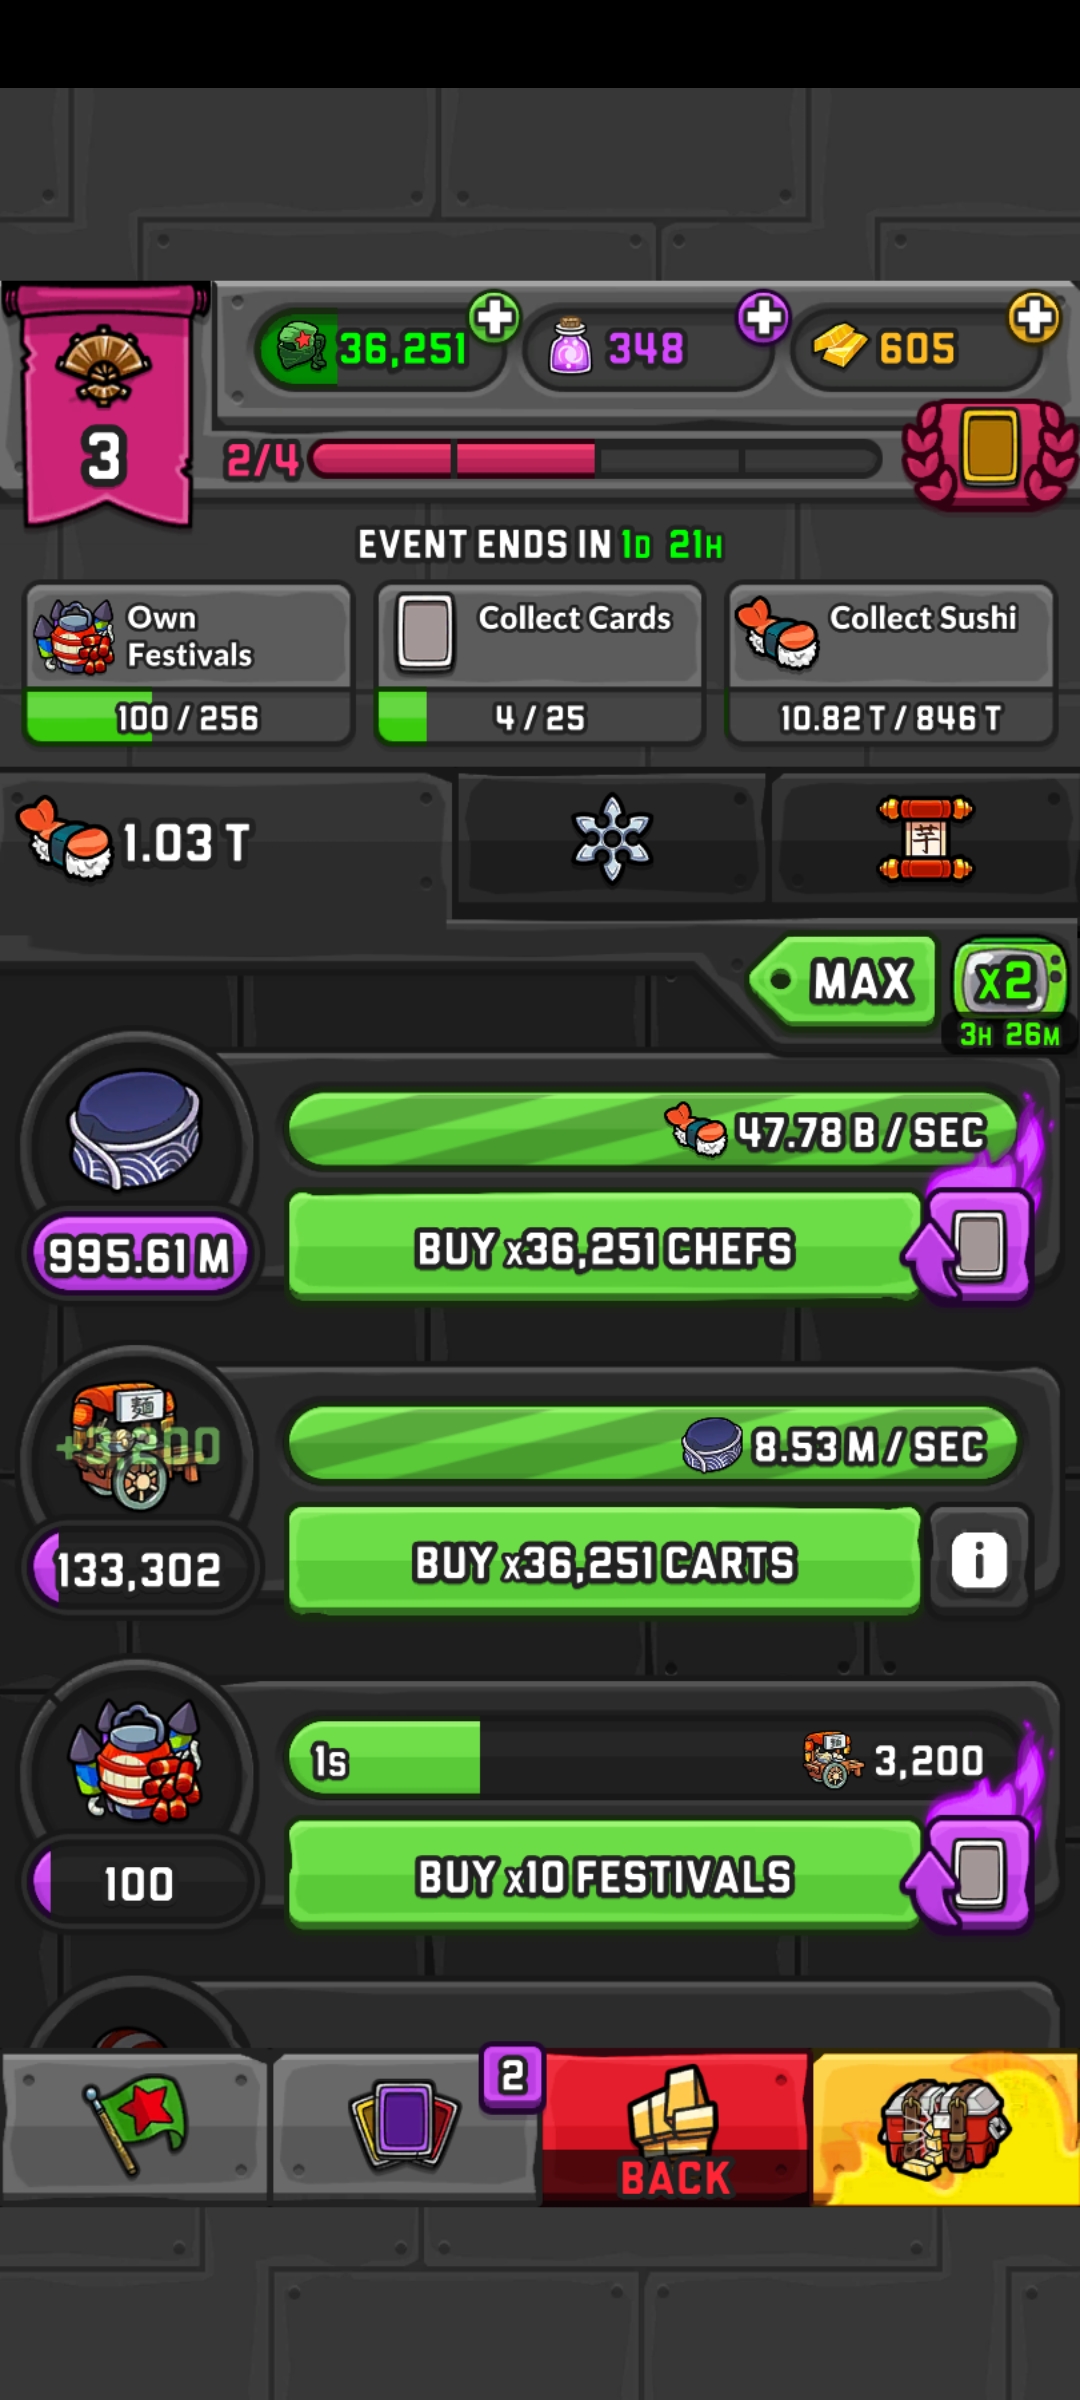 36,251
348
605
3
2/4
EVENT ENDS IN 1D 21H
Own
Festivals
100 / 256
Collect Cards
4 / 25
Collect Sushi
10.82 T / 846 T
1.03 T
芋
MAX
x2
3H 26M
47.78 B / SEC
995.61 M
BUY x36,251 CHEFS
麺
+3,200
8.53 M / SEC
133,302
BUY x36,251 CARTS
i
1s
3,200
100
BUY x10 FESTIVALS
2
BACK